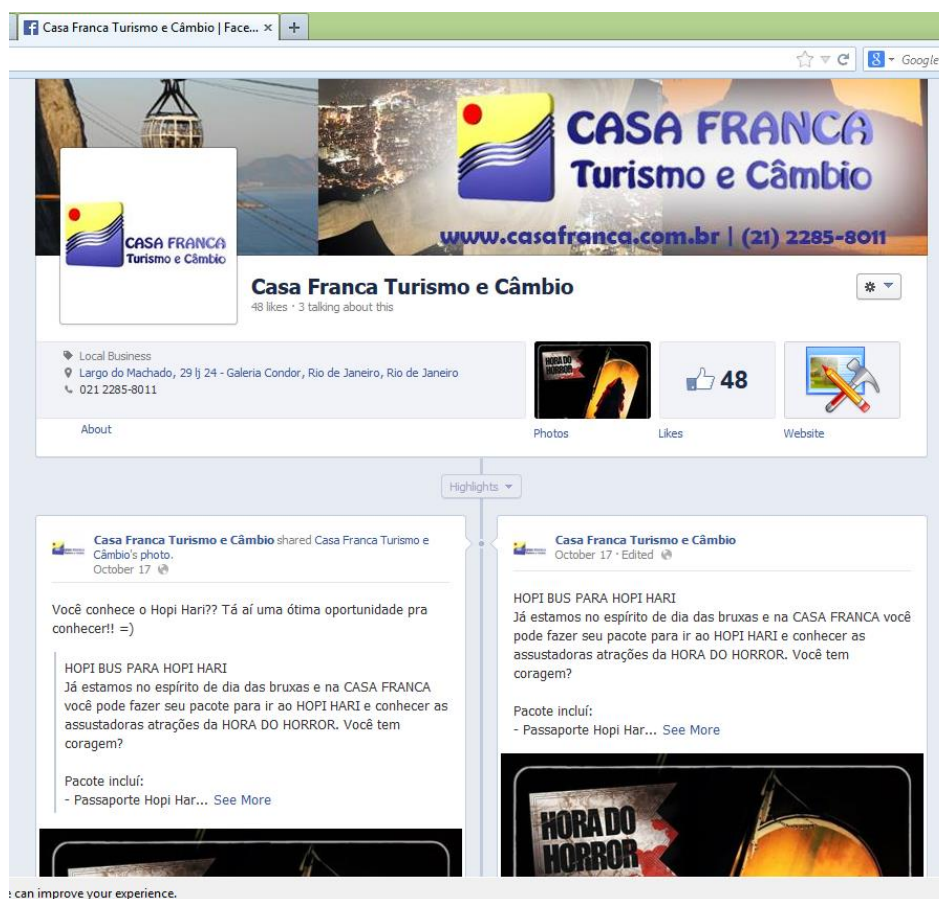 Casa Franca Turismo e Câmbio | Face... × +
8 Google
CASA FRANCA
Turismo e Câmbio
www.casafranca.com.br | (21) 2285-8011
CASA FRANCA
Turismo e Câmbio
Casa Franca Turismo e Câmbio
48 likes · 3 talking about this
Local Business
Largo do Machado, 29 lj 24 - Galeria Condor, Rio de Janeiro, Rio de Janeiro
021 2285-8011
About
HORA DO
HORROR
48
Photos
Likes
Website
Highlights
Casa Franca Turismo e Câmbio shared Casa Franca Turismo e
Câmbio's photo.
October 17
Você conhece o Hopi Hari?? Tá aí uma ótima oportunidade pra
conhecer!! =)
HOPI BUS PARA HOPI HARI
Já estamos no espírito de dia das bruxas e na CASA FRANCA
você pode fazer seu pacote para ir ao HOPI HARI e conhecer as
assustadoras atrações da HORA DO HORROR. Você tem
coragem?
Pacote incluí:
- Passaporte Hopi Har... See More
Casa Franca Turismo e Câmbio
October 17 · Edited
HOPI BUS PARA HOPI HARI
Já estamos no espírito de dia das bruxas e na CASA FRANCA você
pode fazer seu pacote para ir ao HOPI HARI e conhecer as
assustadoras atrações da HORA DO HORROR. Você tem
coragem?
Pacote incluí:
- Passaporte Hopi Har... See More
HORA DO
HORROR
can improve your experience.